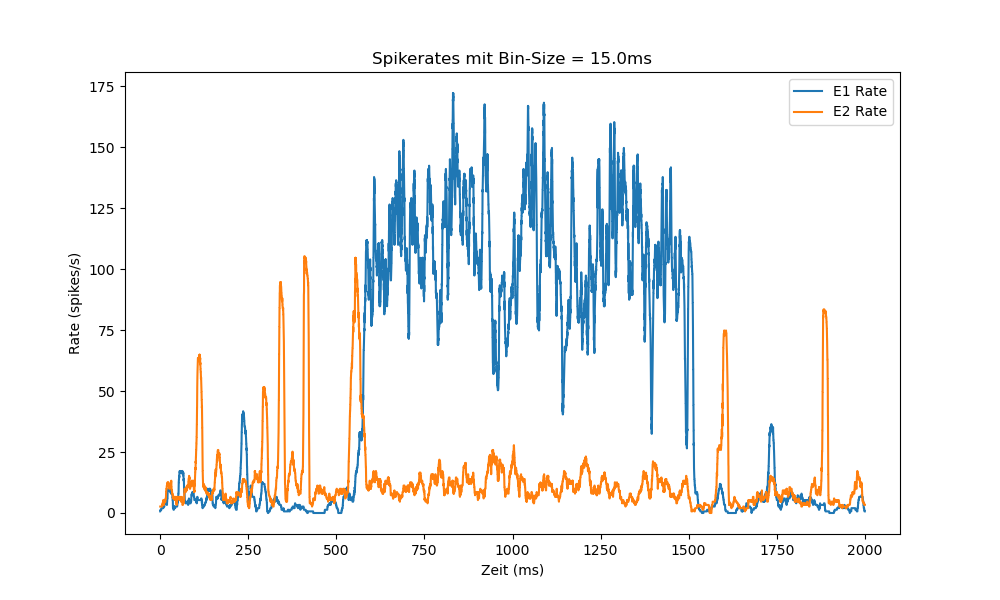 Spikerates mit Bin-Size = 15.0ms
E1 Rate
E2 Rate
Rate (spikes/s)
175
150
125
100
75
50
25
0
0 250 500 750 1000 1250 1500 1750 2000
Zeit (ms)